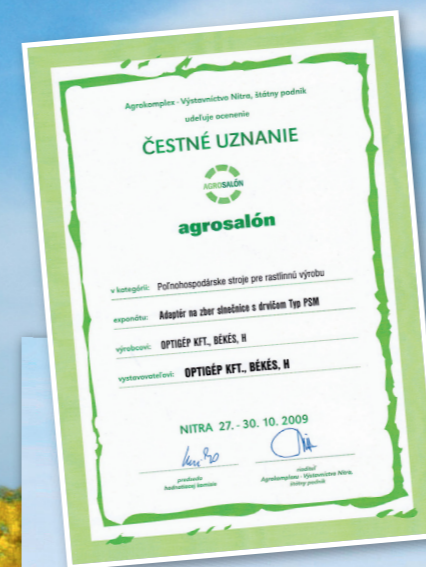 Agrokomplex - Výstavníctvo Nitra, štátny podnik
udeľuje ocenenie
ČESTNÉ UZNANIE
AGROSALÓN
agrosalón
v kategórii: Poľnohospodárske stroje pre rastlinnú výrobu
exponátu: Adaptér na zber slnečnice s drvičom Typ PSM
výrobcovi: OPTIGÉP KFT., BÉKÉS, H
vystavovateľovi: OPTIGÉP KFT., BÉKÉS, H
NITRA 27. - 30. 10. 2009
predseda
hodnotiacej komisie
riaditeľ
Agrokomplexu - Výstavníctva Nitra,
štátny podnik